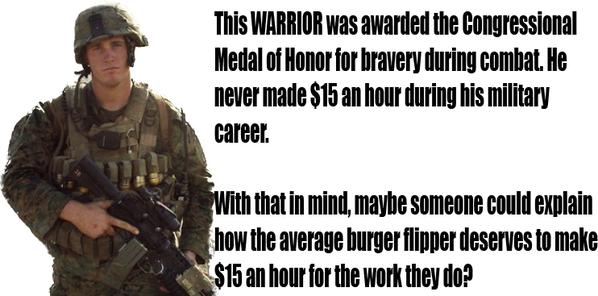 This WARRIOR was awarded the Congressional
Medal of Honor for bravery during combat. He
never made $15 an hour during his military
career.
With that in mind, maybe someone could explain
how the average burger flipper deserves to make
$15 an hour for the work they do?